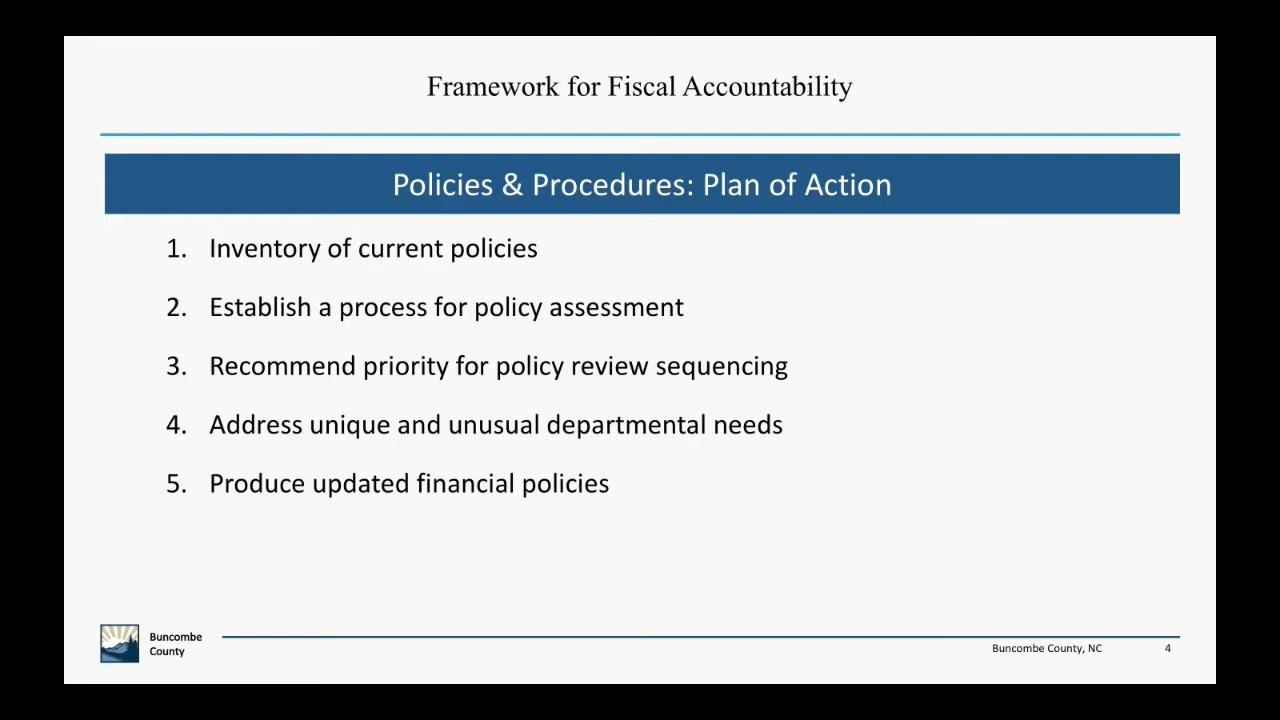 Framework for Fiscal Accountability
Policies & Procedures: Plan of Action
1. Inventory of current policies
2. Establish a process for policy assessment
3. Recommend priority for policy review sequencing
4. Address unique and unusual departmental needs
5. Produce updated financial policies
Buncombe
County
Buncombe County, NC 4